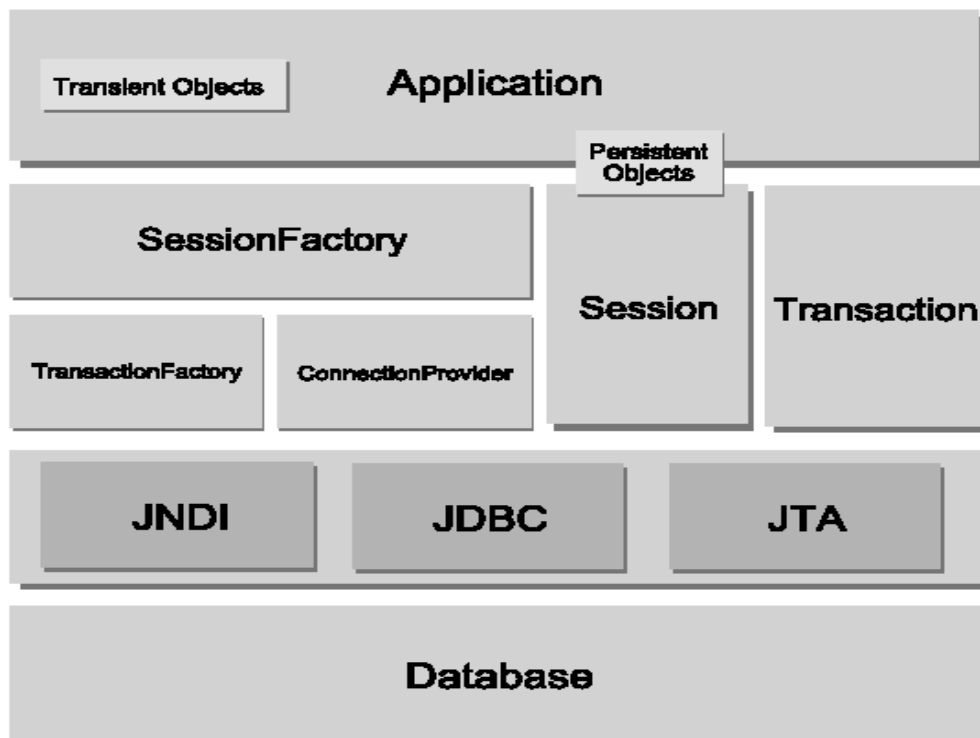 Transient Objects
Application
Persistent
Objects
SessionFactory
Session
Transaction
TransactionFactory
ConnectionProvider
JNDI
JDBC
JTA
Database